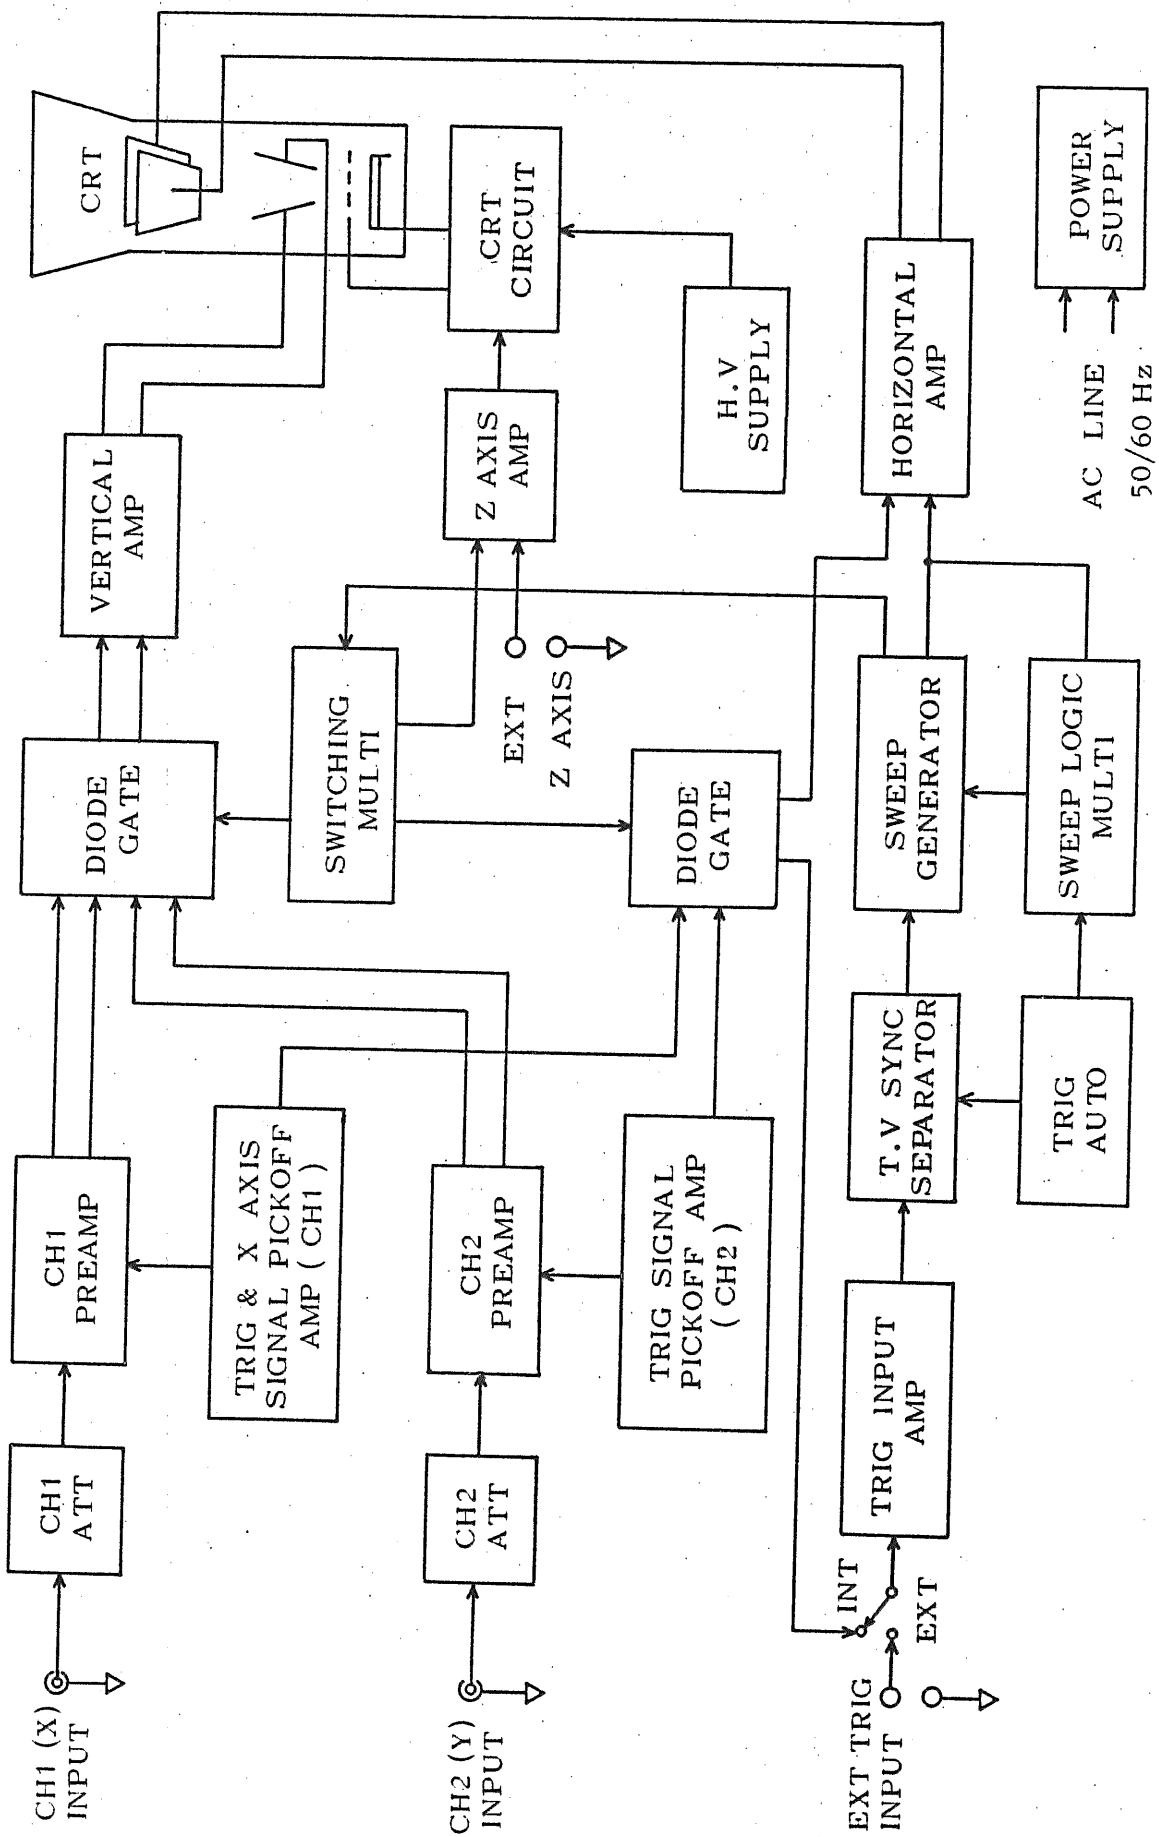 CH1 (X)
INPUT
CH1
ATT
CH1
PREAMP
DIODE
GATE
VERTICAL
AMP
CRT
TRIG & X AXIS
SIGNAL PICKOFF
AMP (CH1)
SWITCHING
MULTI
Z AXIS
AMP
CRT
CIRCUIT
CH2 (Y)
INPUT
CH2
ATT
CH2
PREAMP
EXT
Z AXIS
TRIG SIGNAL
PICKOFF AMP
(CH2)
DIODE
GATE
H.V
SUPPLY
EXT TRIG
INPUT
INT
EXT
TRIG INPUT
AMP
T.V SYNC
SEPARATOR
SWEEP
GENERATOR
HORIZONTAL
AMP
TRIG
AUTO
SWEEP LOGIC
MULTI
AC LINE
50/60 Hz
POWER
SUPPLY